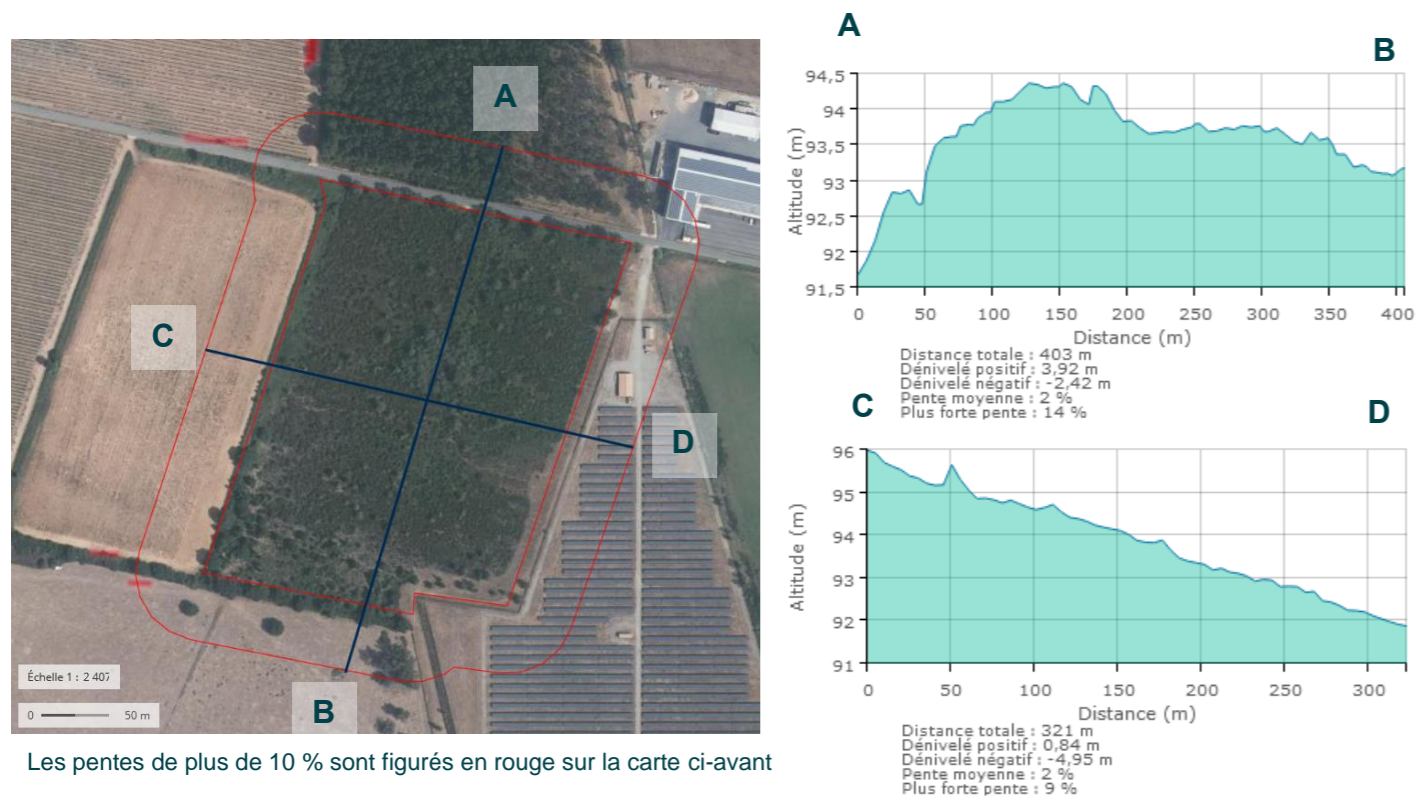 A
C
D
B
Échelle 1 : 2 407
0 50 m
Les pentes de plus de 10 % sont figurés en rouge sur la carte ci-avant
A
B
Altitude (m)
94,5
94
93,5
93
92,5
92
91,5
0 50 100 150 200 250 300 350 400
Distance (m)
Distance totale : 403 m
Dénivelé positif : 3,92 m
Dénivelé négatif : -2,42 m
Pente moyenne : 2 %
Plus forte pente : 14 %
C
D
Altitude (m)
96
95
94
93
92
91
0 50 100 150 200 250 300
Distance (m)
Distance totale : 321 m
Dénivelé positif : 0,84 m
Dénivelé négatif : -4,95 m
Pente moyenne : 2 %
Plus forte pente : 9 %